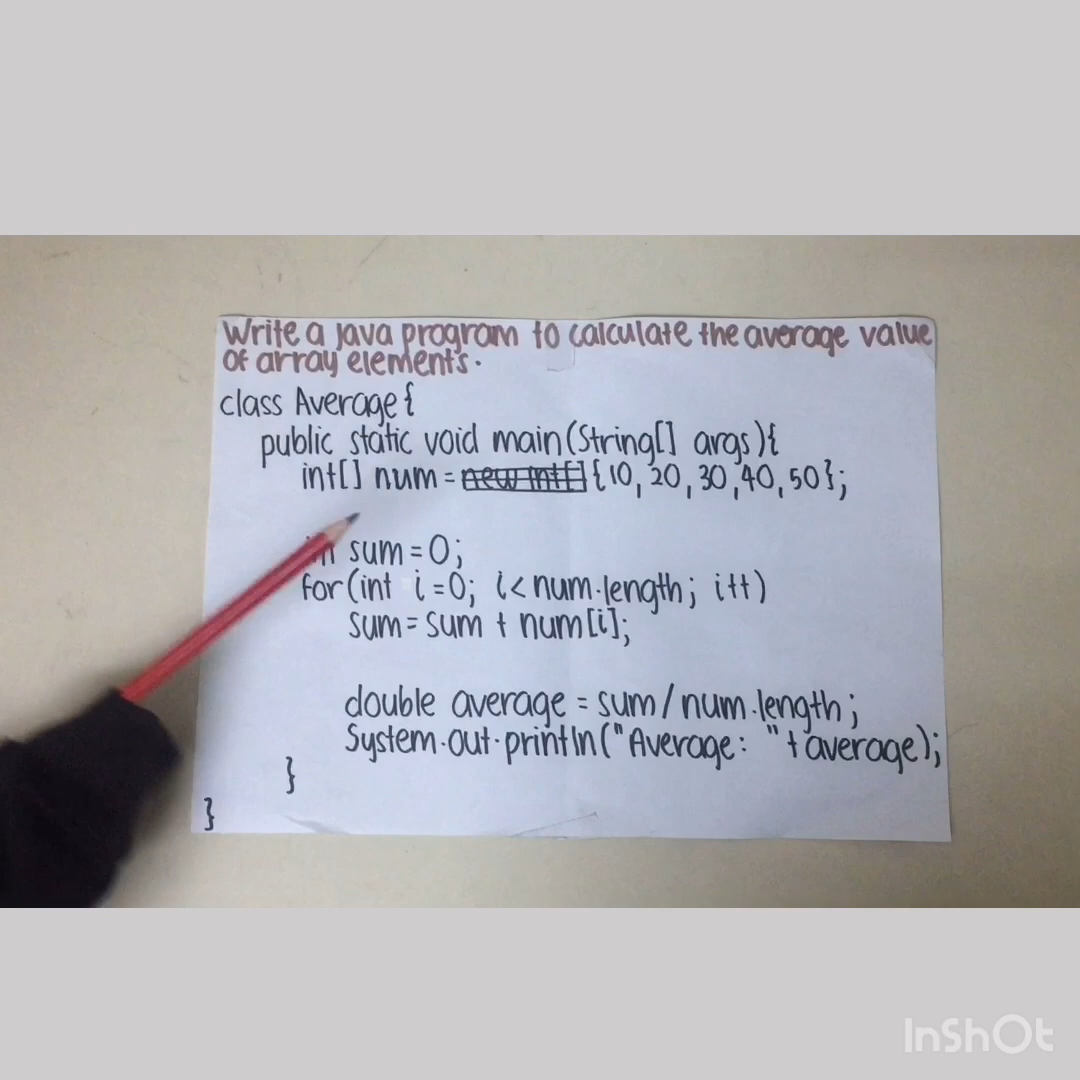 Write a java program to calculate the average value
of array elements.
class Average{
public static void main(String[] args){
int[] num = {10, 20, 30, 40, 50};
sum = 0;
for(int i = 0; i < num.length; i++)
sum = sum + num[i];
double average = sum / num.length;
System.out.println("Average: " + average);
}
}
InShOt